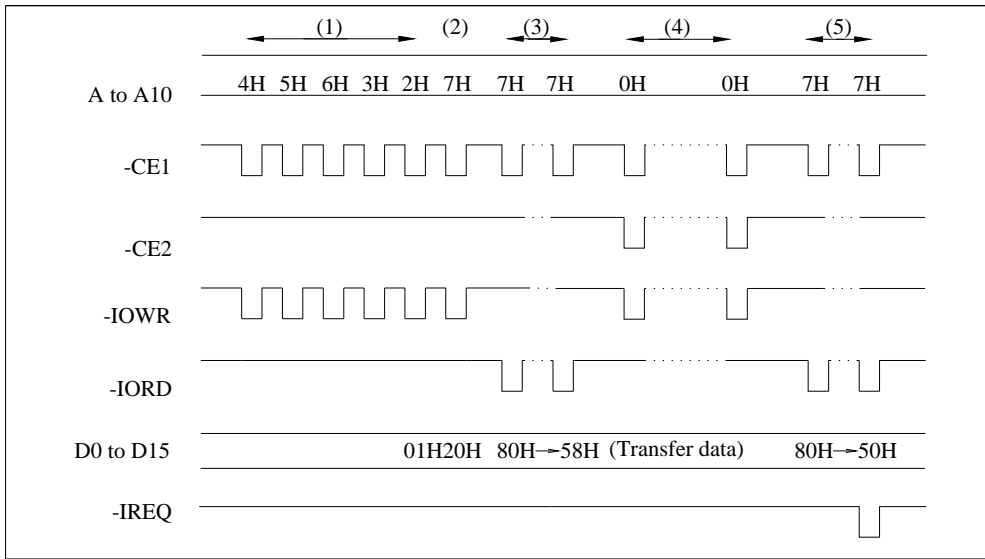 (1) (2) (3) (4) (5)
A to A10 4H 5H 6H 3H 2H 7H 7H 7H 0H 0H 7H 7H
-CE1
-CE2
-IOWR
-IORD
D0 to D15 01H20H 80H→58H (Transfer data) 80H→50H
-IREQ